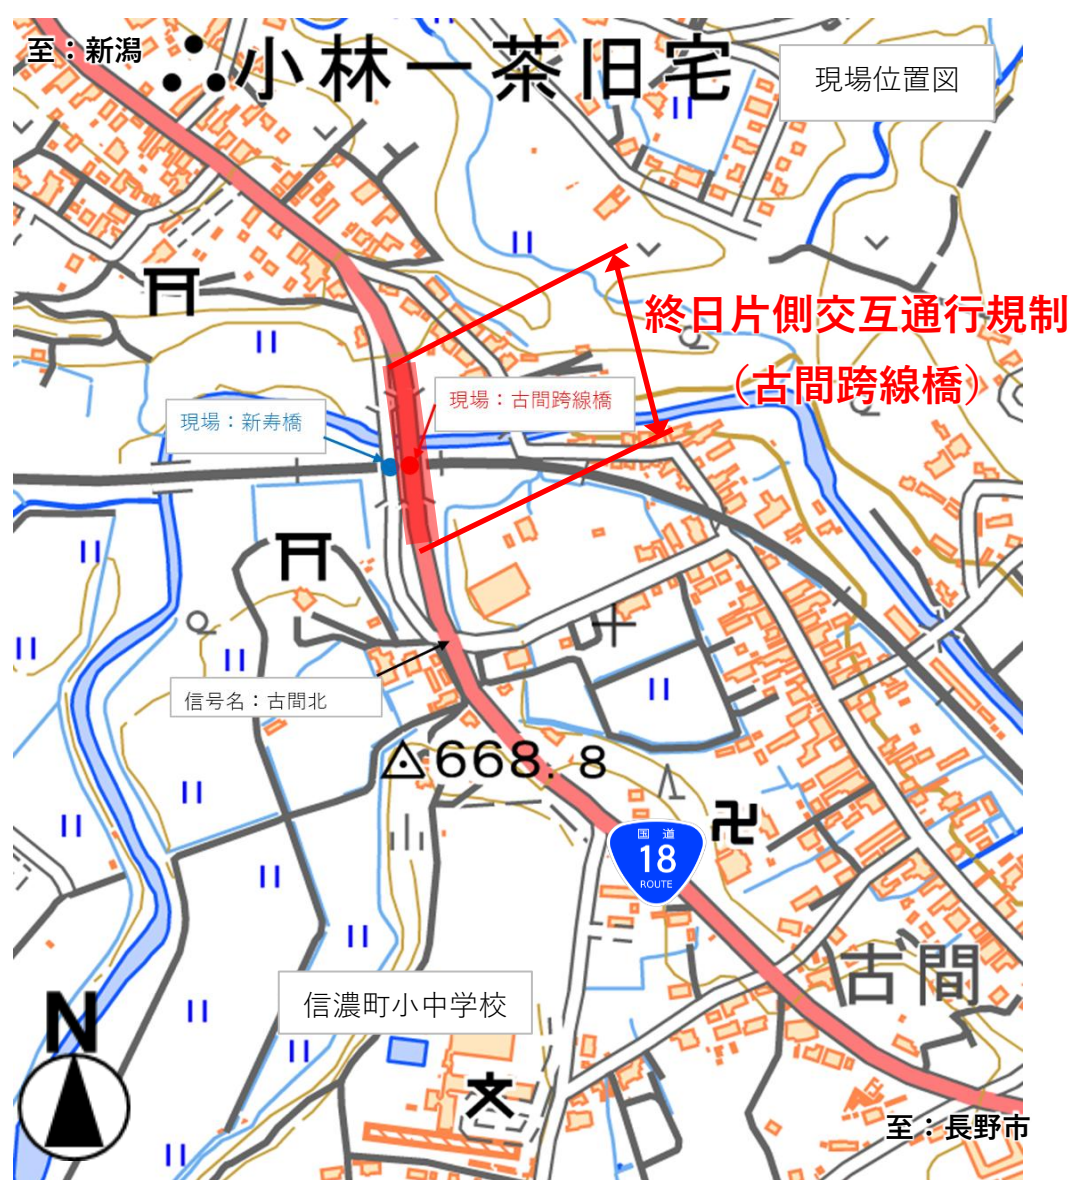 至：新潟
小林一茶旧宅
現場位置図
終日片側交互通行規制
（古間跨線橋）
現場：古間跨線橋
現場：新寿橋
信号名：古間北
668.8
国道
18
ROUTE
古間
信濃町小中学校
N
文
至：長野市